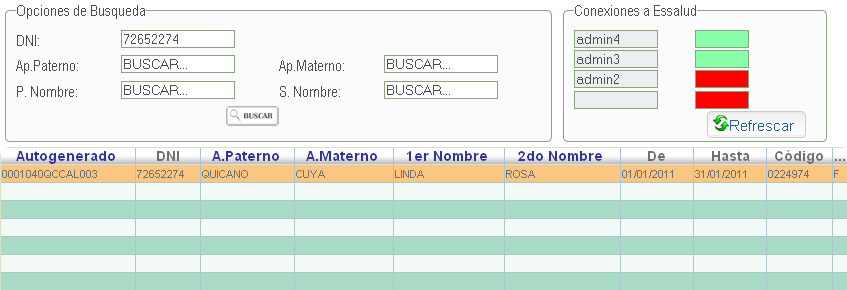 Opciones de Busqueda
DNI: 72652274
Ap.Paterno: BUSCAR... Ap.Materno: BUSCAR...
P. Nombre: BUSCAR... S. Nombre: BUSCAR...
BUSCAR
Conexiones a Essalud
admin4
admin3
admin2
Refrescar
Autogenerado DNI A.Paterno A.Materno 1er Nombre 2do Nombre De Hasta Código ...
0001040QCCAL003 72652274 QUICANO CUYA LINDA ROSA 01/01/2011 31/01/2011 0224974 F